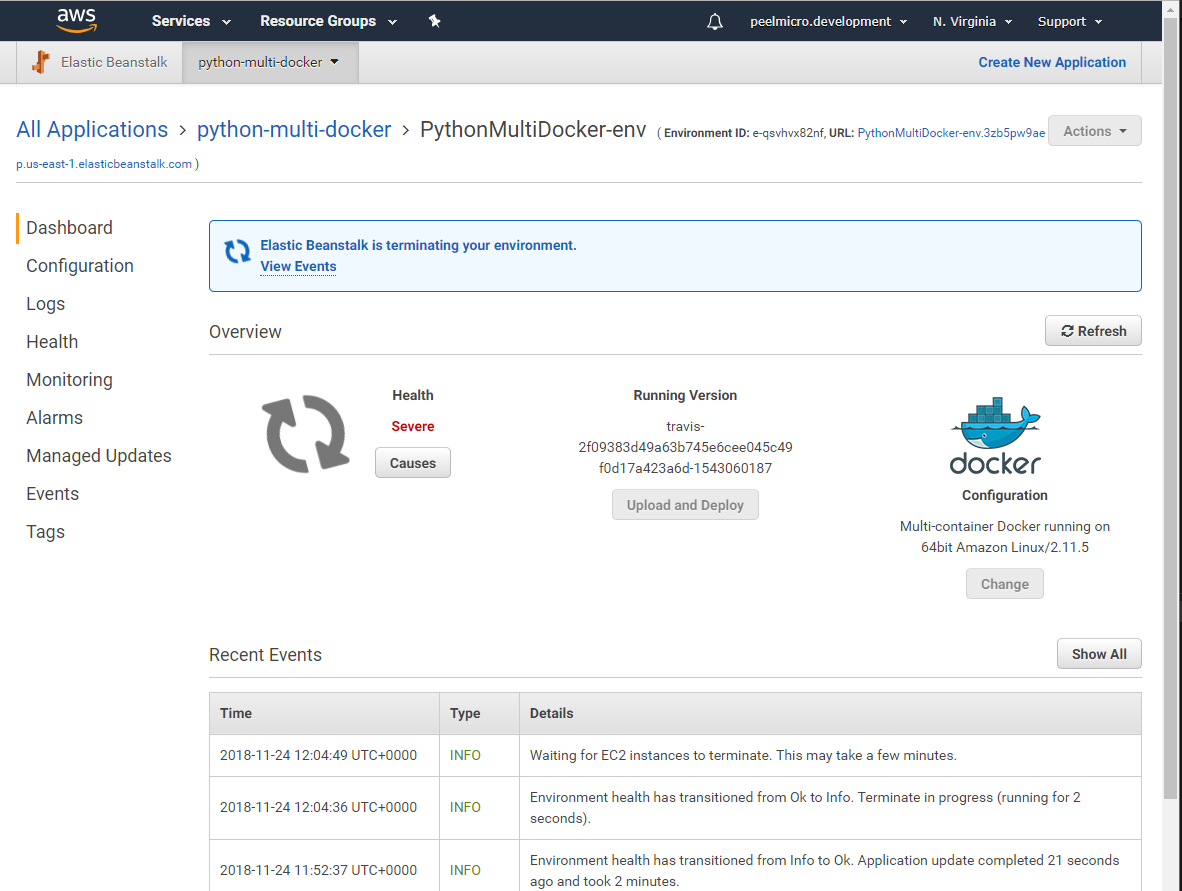 aws Services Resource Groups peelmicro.development N. Virginia Support
Elastic Beanstalk python-multi-docker Create New Application
All Applications > python-multi-docker > PythonMultiDocker-env ( Environment ID: e-qsvhvx82nf, URL: PythonMultiDocker-env.3zb5pw9ae Actions
p.us-east-1.elasticbeanstalk.com )
Dashboard
Configuration
Logs
Health
Monitoring
Alarms
Managed Updates
Events
Tags
Elastic Beanstalk is terminating your environment.
View Events
Overview Refresh
Health
Severe
Causes
Running Version
travis-
2f09383d49a63b745e6cee045c49
f0d17a423a6d-1543060187
Upload and Deploy
docker
Configuration
Multi-container Docker running on
64bit Amazon Linux/2.11.5
Change
Recent Events Show All
Time Type Details
2018-11-24 12:04:49 UTC+0000 INFO Waiting for EC2 instances to terminate. This may take a few minutes.
2018-11-24 12:04:36 UTC+0000 INFO Environment health has transitioned from Ok to Info. Terminate in progress (running for 2
seconds).
2018-11-24 11:52:37 UTC+0000 INFO Environment health has transitioned from Info to Ok. Application update completed 21 seconds
ago and took 2 minutes.